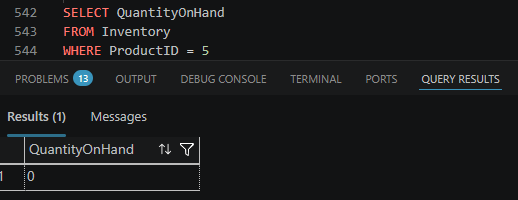 542 SELECT QuantityOnHand
543 FROM Inventory
544 WHERE ProductID = 5
PROBLEMS 13 OUTPUT DEBUG CONSOLE TERMINAL PORTS QUERY RESULTS
Results (1) Messages
QuantityOnHand
1 0